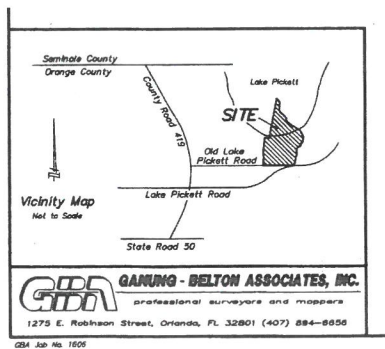 Seminole County
Orange County
Lake Pickett
County Road 419
SITE
Old Lake
Pickett Road
Vicinity Map
Not to Scale
Lake Pickett Road
State Road 50
GBA
GANUNG - BELTON ASSOCIATES, INC.
professional surveyors and mappers
1275 E. Robinson Street, Orlando, FL 32801 (407) 894-6656
GBA Job No. 1606